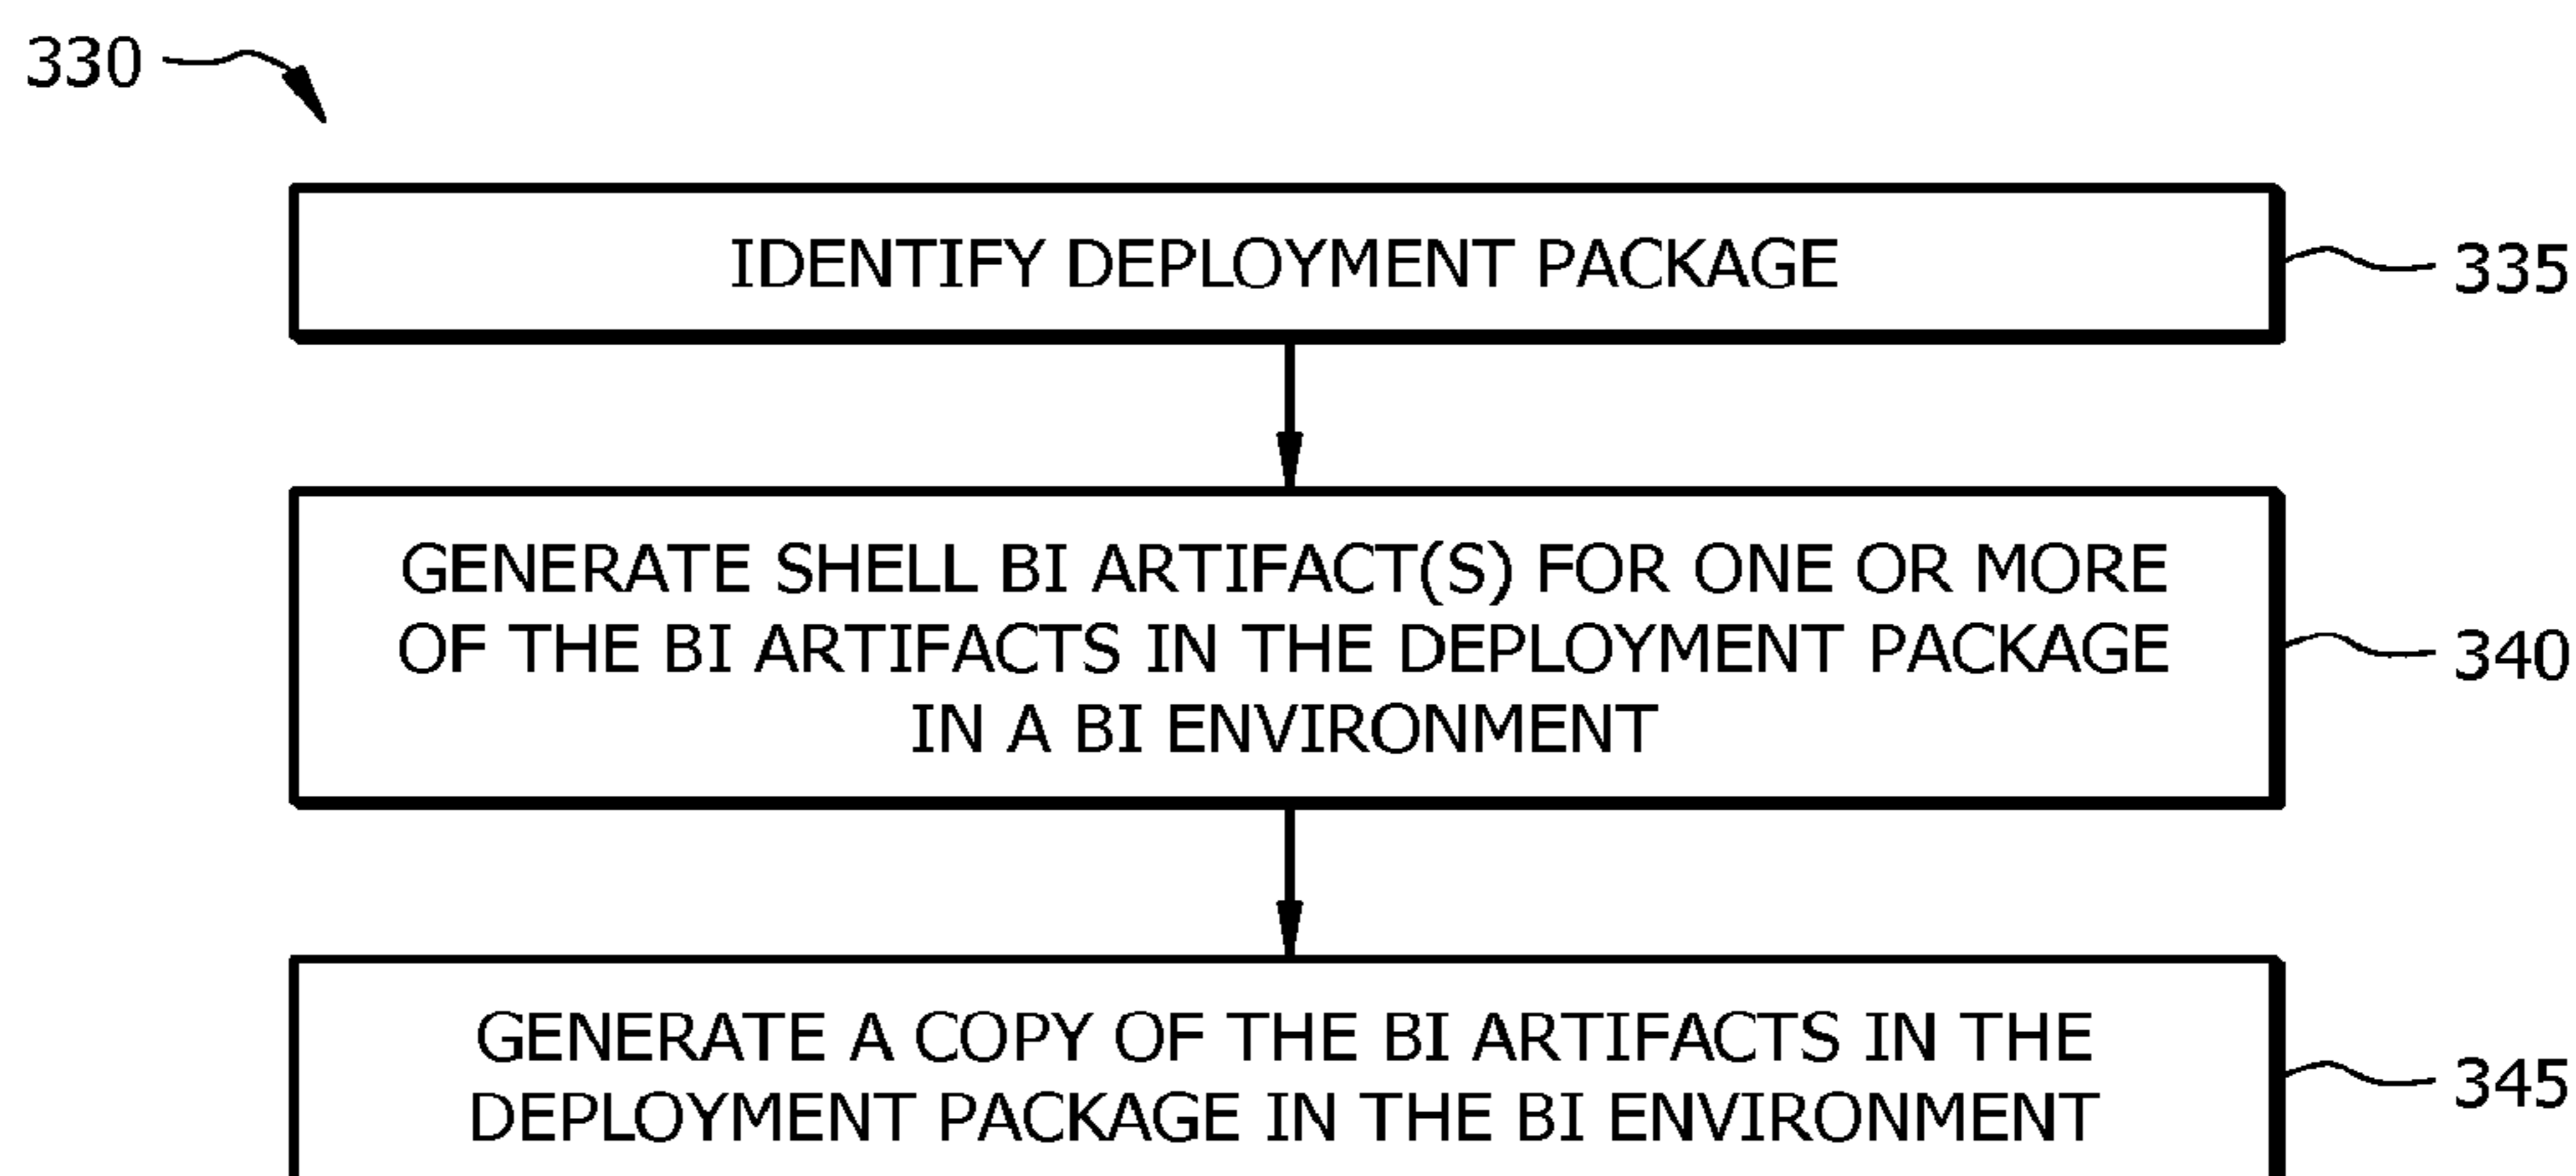 330
IDENTIFY DEPLOYMENT PACKAGE
335
GENERATE SHELL BI ARTIFACT(S) FOR ONE OR MORE
OF THE BI ARTIFACTS IN THE DEPLOYMENT PACKAGE
IN A BI ENVIRONMENT
340
GENERATE A COPY OF THE BI ARTIFACTS IN THE
DEPLOYMENT PACKAGE IN THE BI ENVIRONMENT
345